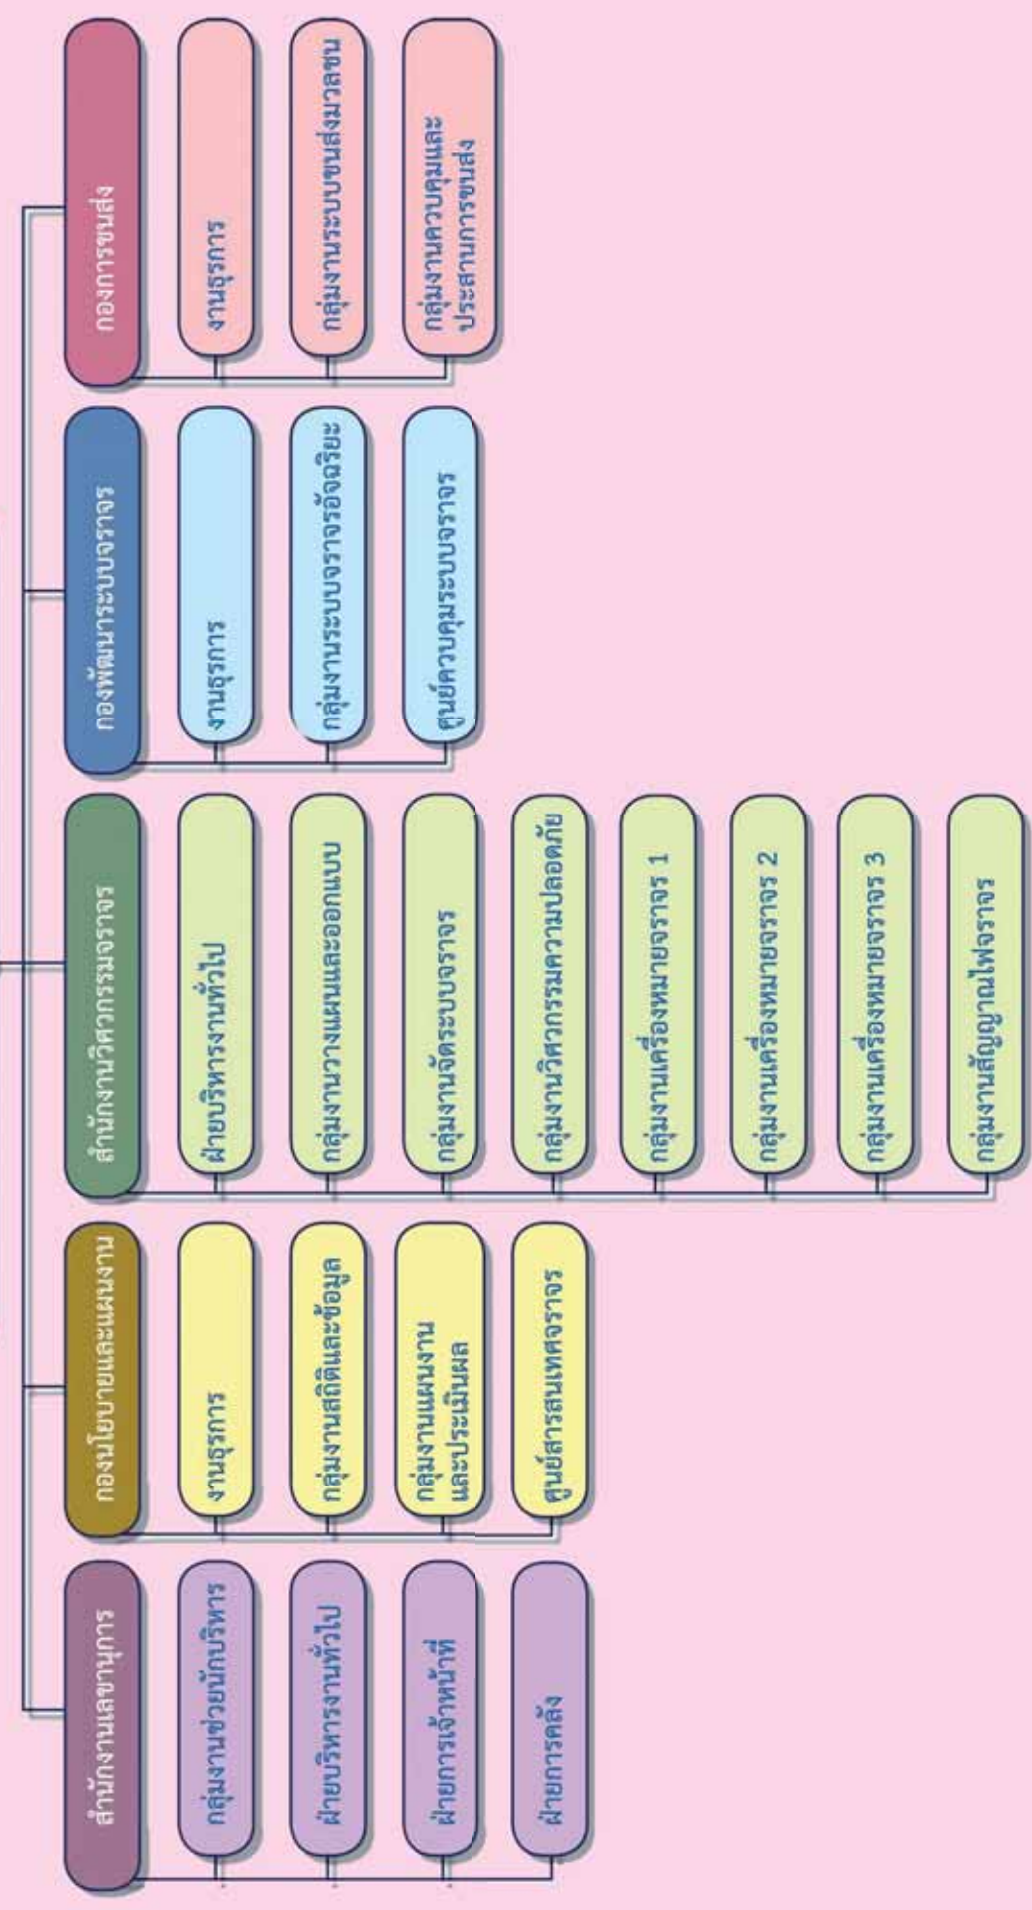 สำนักงานเลขานุการ
กลุ่มงานช่วยนักบริหาร
ฝ่ายบริหารงานทั่วไป
ฝ่ายการเจ้าหน้าที่
ฝ่ายการคลัง
กองนโยบายและแผนงาน
งานธุรการ
กลุ่มงานสถิติและข้อมูล
กลุ่มงานแผนงาน
และประเมินผล
ศูนย์สารสนเทศจราจร
สำนักงานวิศวกรรมจราจร
ฝ่ายบริหารงานทั่วไป
กลุ่มงานวางแผนและออกแบบ
กลุ่มงานจัดระบบจราจร
กลุ่มงานวิศวกรรมความปลอดภัย
กลุ่มงานเครื่องหมายจราจร 1
กลุ่มงานเครื่องหมายจราจร 2
กลุ่มงานเครื่องหมายจราจร 3
กลุ่มงานสัญญาณไฟจราจร
กองพัฒนาระบบจราจร
งานธุรการ
กลุ่มงานระบบจราจรอัจฉริยะ
ศูนย์ควบคุมระบบจราจร
กองการขนส่ง
งานธุรการ
กลุ่มงานระบบขนส่งมวลชน
กลุ่มงานควบคุมและ
ประสานการขนส่ง